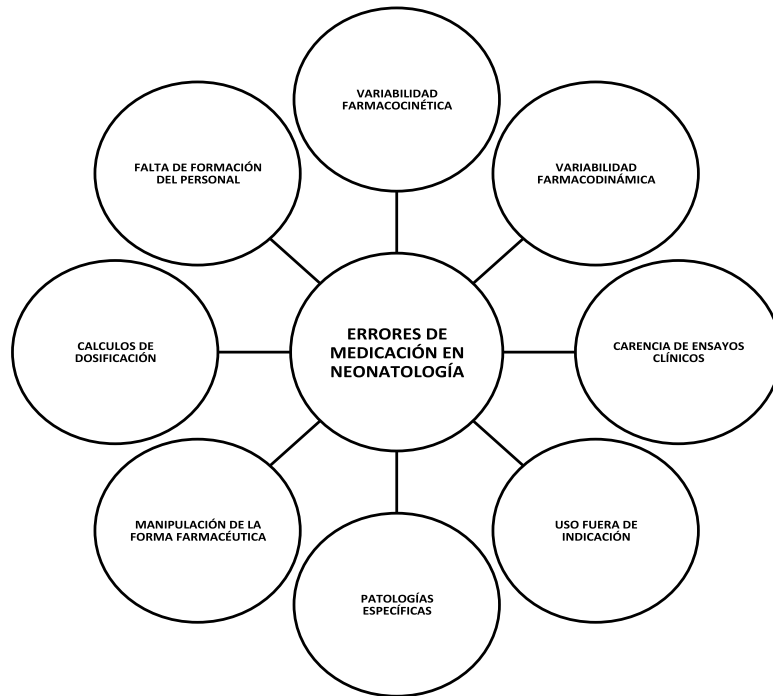 VARIABILIDAD
FARMACOCINÉTICA
FALTA DE FORMACIÓN
DEL PERSONAL
VARIABILIDAD
FARMACODINÁMICA
ERRORES DE
MEDICACIÓN EN
NEONATOLOGÍA
CALCULOS DE
DOSIFICACIÓN
CARENCIA DE ENSAYOS
CLÍNICOS
MANIPULACIÓN DE LA
FORMA FARMACÉUTICA
USO FUERA DE
INDICACIÓN
PATOLOGÍAS
ESPECÍFICAS